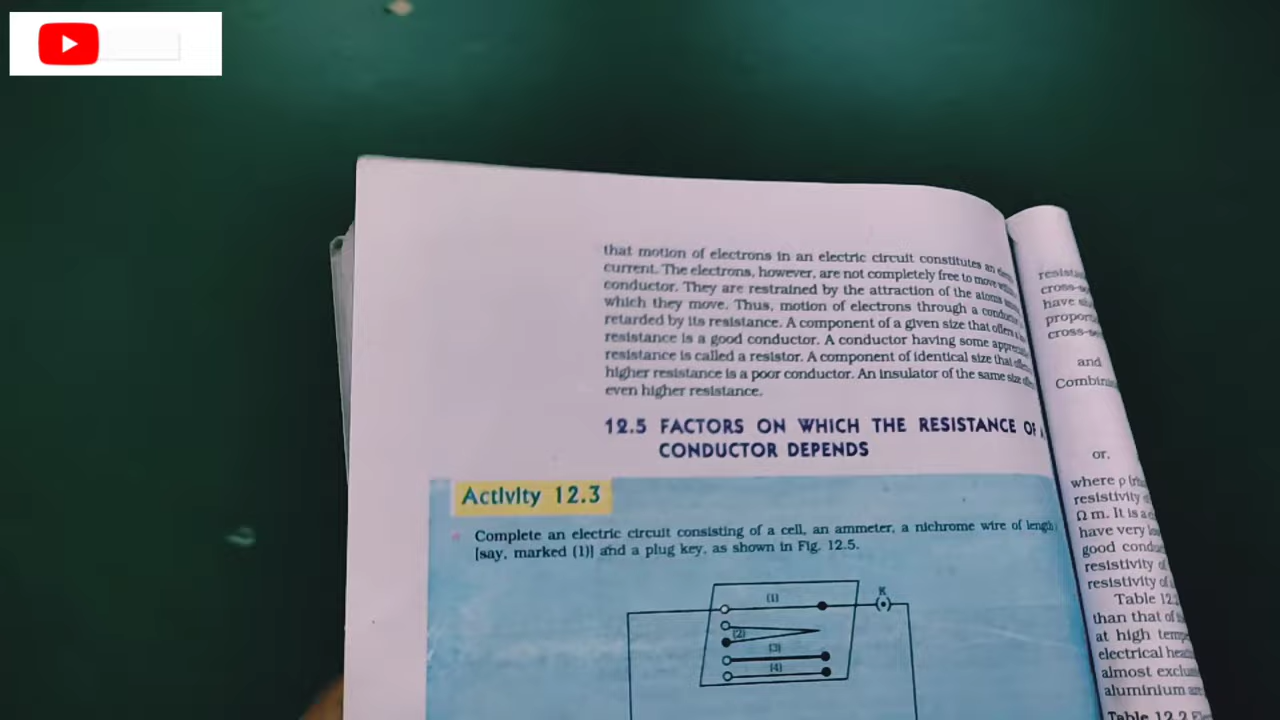 that motion of electrons in an electric circuit constitutes an
current. The electrons, however, are not completely free to move
conductor. They are restrained by the attraction of the atoms
which they move. Thus, motion of electrons through a
retarded by its resistance. A component of a given size that offers a
resistance is a good conductor. A conductor having some
resistance is called a resistor. A component of identical size that
higher resistance is a poor conductor. An insulator of the same size
even higher resistance.
12.5 FACTORS ON WHICH THE RESISTANCE OF A
CONDUCTOR DEPENDS
Activity 12.3
Complete an electric circuit consisting of a cell, an ammeter, a nichrome wire of length
[say, marked (1)] and a plug key, as shown in Fig. 12.5.
(1)
K
(2)
(3)
(4)
have
and
or,
where ρ
resistivity
Ω m. It is a
have very
good
resistivity
resistivity of
Table
than that of
at high
electrical
almost
aluminium
Table 12.2